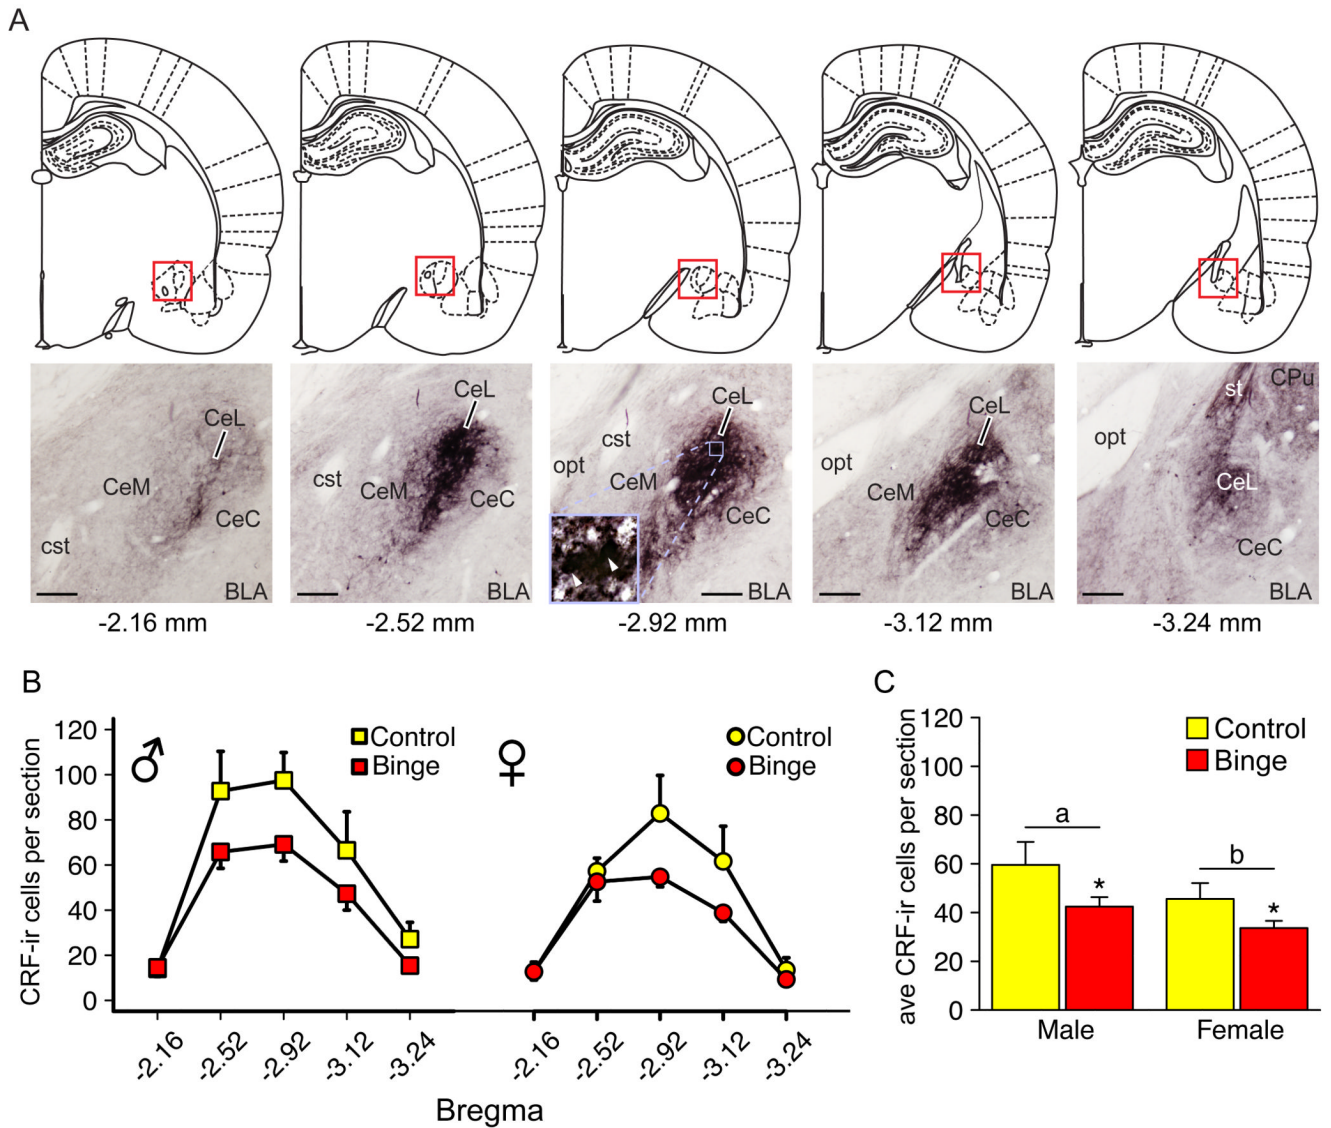 A
CeL
CeM
CeC
cst
BLA
-2.16 mm
CeL
cst
CeM
CeC
BLA
-2.52 mm
CeL
cst
opt
CeM
CeC
BLA
-2.92 mm
CeL
opt
CeM
CeC
BLA
-3.12 mm
st
CPu
opt
CeL
CeC
BLA
-3.24 mm
B
CRF-ir cells per section
120
100
80
60
40
20
0
♂
Control
Binge
♀
Control
Binge
-2.16
-2.52
-2.92
-3.12
-3.24
-2.16
-2.52
-2.92
-3.12
-3.24
Bregma
C
ave CRF-ir cells per section
120
100
80
60
40
20
0
Control
Binge
a
*
b
*
Male
Female